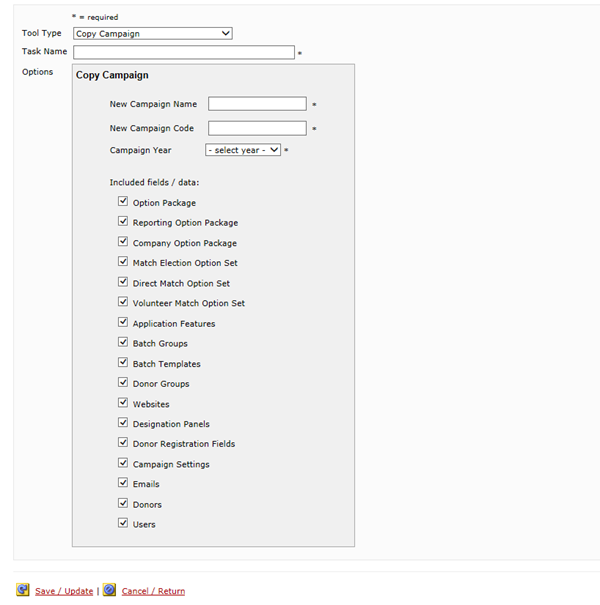 * = required
Tool Type Copy Campaign
Task Name *
Options Copy Campaign
New Campaign Name *
New Campaign Code *
Campaign Year - select year - *
Included fields / data:
Option Package
Reporting Option Package
Company Option Package
Match Election Option Set
Direct Match Option Set
Volunteer Match Option Set
Application Features
Batch Groups
Batch Templates
Donor Groups
Websites
Designation Panels
Donor Registration Fields
Campaign Settings
Emails
Donors
Users
Save / Update | Cancel / Return